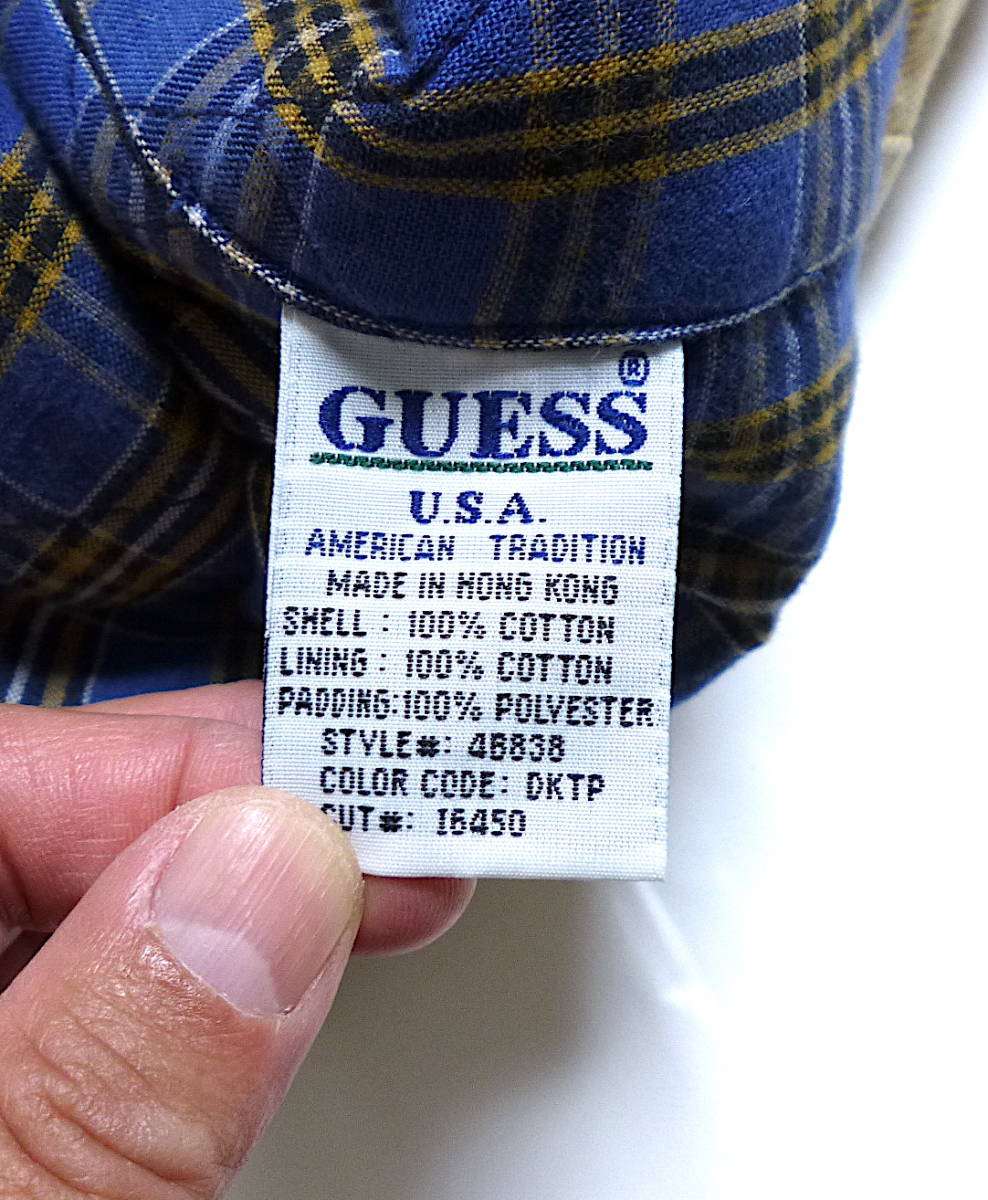 GUESS®
U.S.A.
AMERICAN TRADITION
MADE IN HONG KONG
SHELL: 100% COTTON
LINING: 100% COTTON
PADDING:100% POLYESTER
STYLE#: 46838
COLOR CODE: DKTP
CUT#: 16450